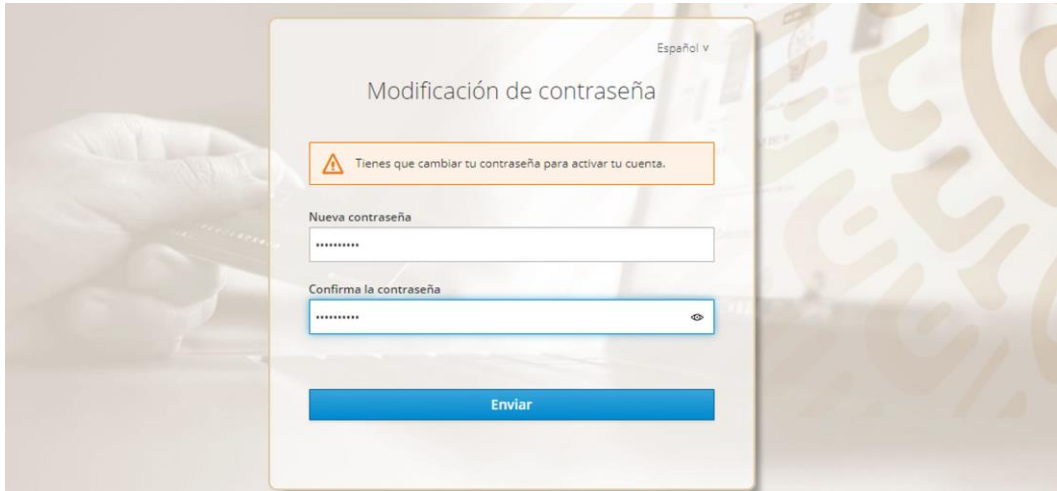 Español v
Modificación de contraseña
Tienes que cambiar tu contraseña para activar tu cuenta.
Nueva contraseña
••••••••••
Confirma la contraseña
••••••••••
Enviar